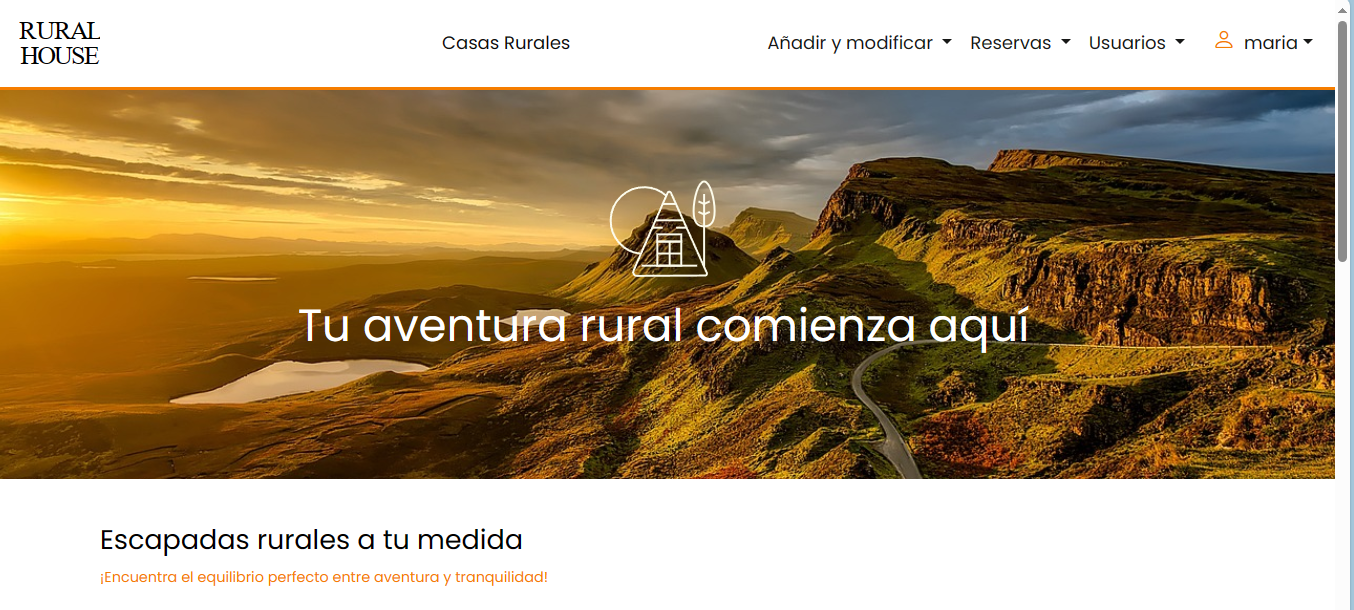 RURAL
HOUSE
Casas Rurales
Añadir y modificar
Reservas
Usuarios
maria
Tu aventura rural comienza aquí
Escapadas rurales a tu medida
¡Encuentra el equilibrio perfecto entre aventura y tranquilidad!